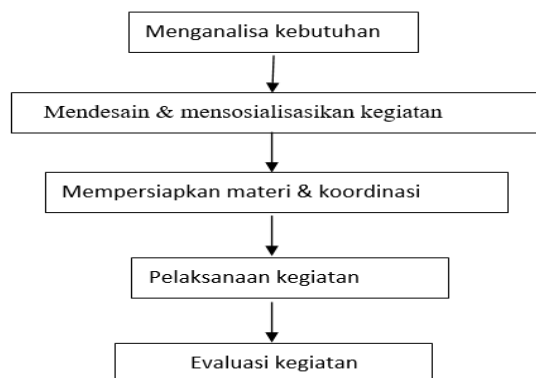 Menganalisa kebutuhan
Mendesain & mensosialisasikan kegiatan
Mempersiapkan materi & koordinasi
Pelaksanaan kegiatan
Evaluasi kegiatan